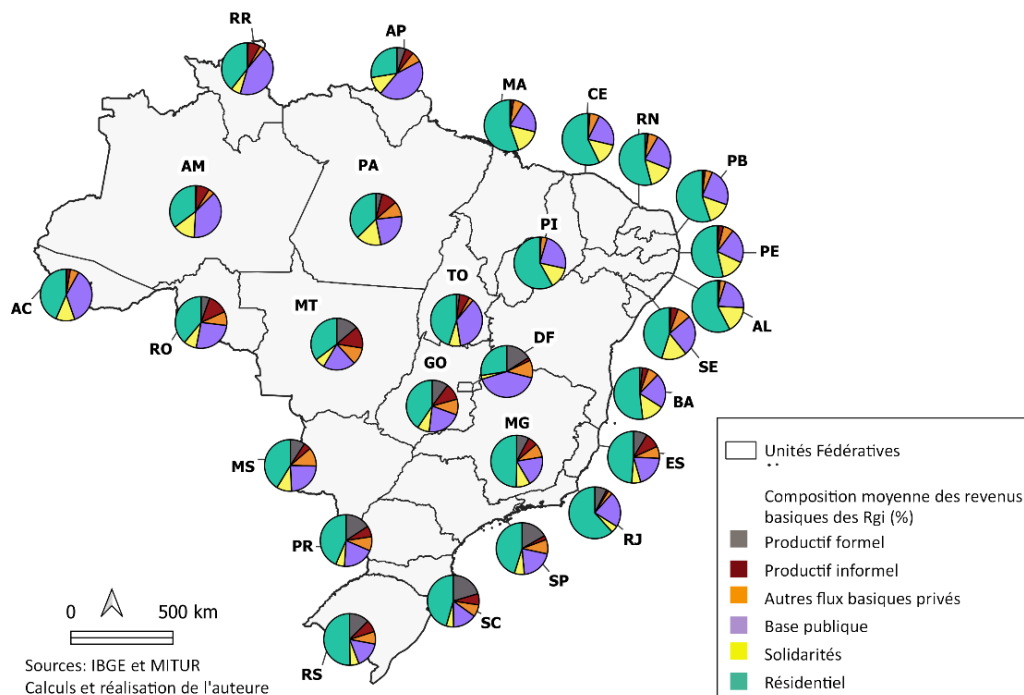 RR
AP
MA
CE
RN
PB
AM
PA
PI
PE
TO
AC
MT
AL
RO
SE
DF
GO
BA
MG
MS
ES
PR
RJ
SP
SC
RS
0 500 km
Sources: IBGE et MITUR
Calculs et réalisation de l'auteure
Unités Fédératives
Composition moyenne des revenus
basiques des Rgi (%)
Productif formel
Productif informel
Autres flux basiques privés
Base publique
Solidarités
Résidentiel